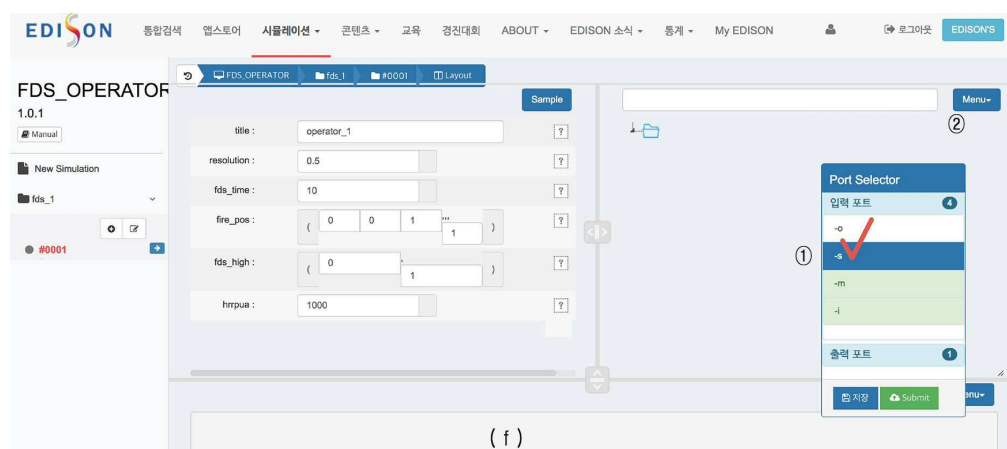 EDISON 통합검색 앱스토어 시뮬레이션 콘텐츠 교육 경진대회 ABOUT EDISON 소식 통계 My EDISON 로그아웃 EDISON'S
FDS_OPERATOR fds_1 #0001 Layout
FDS_OPERATOR
1.0.1
Manual
New Simulation
fds_1
#0001
Sample
title : operator_1 ?
resolution : 0.5 ?
fds_time : 10 ?
fire_pos : ( 0 0 1 ''' 1 ) ?
fds_high : ( 0 ' 1 ) ?
hrrpua : 1000 ?
Menu
②
Port Selector
입력 포트 4
-o
① -s
-m
-i
출력 포트 1
저장 Submit
enu
( f )